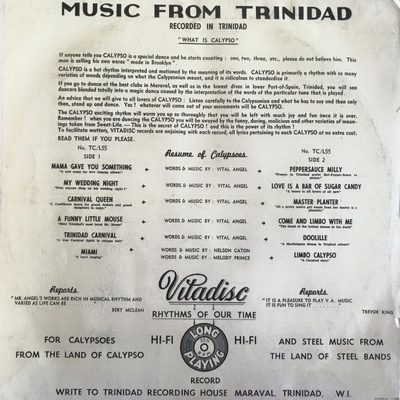 MUSIC FROM TRINIDAD
RECORDED IN TRINIDAD
"WHAT IS CALYPSO"
If anyone tells you CALYPSO is a special dance and he starts counting : one, two, three, etc., please do not believe him. This
man is selling his own wares " made in Brooklyn".
CALYPSO is a hot rhythm interpreted and motioned by the meaning of its words. CALYPSO is primarily a rhythm with so many
varieties of moods depending on what the Calypsonian meant, and it is ridiculous to standardise it.
If you go to dance at the best clubs in Maraval, as well as in the lowest dives in lower Port-of-Spain, Trinidad, you will see
dancers blended totally into a magic dance caused by the interpretation of the words of the particular tune that is played.
An advice that we will give to all lovers of CALYPSO : Listen carefully to the Calypsonian and what he has to say and then only
then, stand up and dance. Yes ! whatever will come out of your movements will be CALYPSO.
The CALYPSO exciting rhythm will warm you up so thoroughly that you will be left with much joy and fun once it is over.
Remember ! when you are dancing the CALYPSO you will be swayed by the funny, daring, malicious and other varieties of mean-
ings taken from Sweet-Life.—This is the secret of CALYPSO ! and this is the power of its rhythm !
To facilitate matters, VITADISC records are enjoined with each record, all lyrics pertaining to each CALYPSO at no extra cost.
READ THEM IF YOU PLEASE.
No. TC/LS5
SIDE 1
Resume of Calypsoes.
No. TC/LS5
SIDE 2
MAMA GAVE YOU SOMETHING
WORDS & MUSIC BY : VITAL ANGEL
PEPPERSAUCE MILLY
MY WEDDING NIGHT
WORDS & MUSIC BY : VITAL ANGEL
LOVE IS A BAR OF SUGAR CANDY
CARNIVAL QUEEN
WORDS & MUSIC BY : VITAL ANGEL
MASTER PLANTER
A FUNNY LITTLE MOUSE
WORDS & MUSIC BY : VITAL ANGEL
COME AND LIMBO WITH ME
TRINIDAD CARNIVAL
WORDS & MUSIC BY : VITAL ANGEL
DOOLILLE
MIAMI
"A boy's longing"
WORDS & MUSIC BY : NELSON CATON
WORDS & MUSIC BY : MELODY PRINCE
LIMBO CALYPSO
"A Carnival story"
Reports.
"MR. ANGEL'S WORKS ARE RICH IN MUSICAL RHYTHM AND
VARIED AS LIFE CAN BE
BERT MCLEAN
Vitadisc
RHYTHMS OF OUR TIME
Reports.
"IT IS A PLEASURE TO PLAY V.A. MUSIC
IT IS FUN TO SING IT"
TREVOR KING
FOR CALYPSOES
FROM THE LAND OF CALYPSO
HI-FI
LONG
33⅓
R.P.M.
PLAYING
HI-FI
AND STEEL MUSIC FROM
THE LAND OF STEEL BANDS
RECORD
WRITE TO TRINIDAD RECORDING HOUSE MARAVAL, TRINIDAD, W.I.